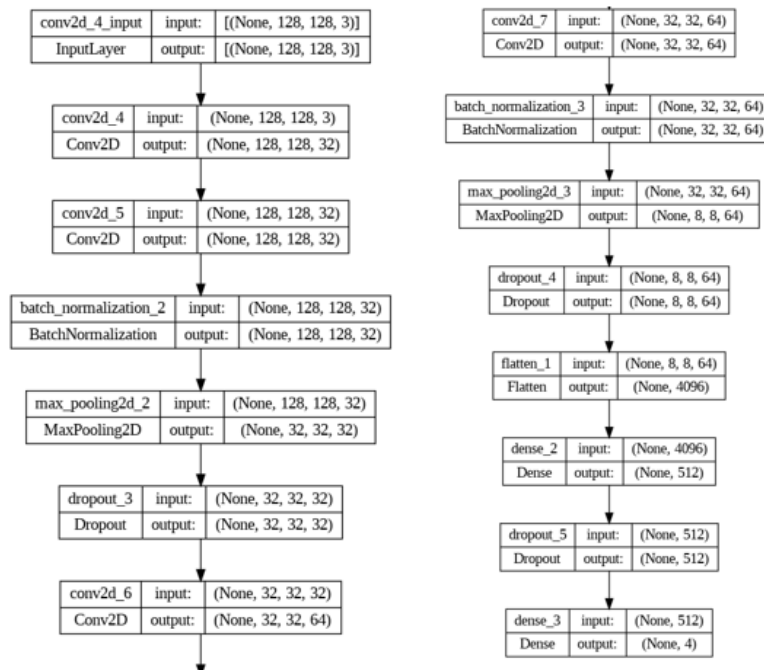 conv2d_4_input input: [(None, 128, 128, 3)]
InputLayer output: [(None, 128, 128, 3)]
conv2d_4 input: (None, 128, 128, 3)
Conv2D output: (None, 128, 128, 32)
conv2d_5 input: (None, 128, 128, 32)
Conv2D output: (None, 128, 128, 32)
batch_normalization_2 input: (None, 128, 128, 32)
BatchNormalization output: (None, 128, 128, 32)
max_pooling2d_2 input: (None, 128, 128, 32)
MaxPooling2D output: (None, 32, 32, 32)
dropout_3 input: (None, 32, 32, 32)
Dropout output: (None, 32, 32, 32)
conv2d_6 input: (None, 32, 32, 32)
Conv2D output: (None, 32, 32, 64)
conv2d_7 input: (None, 32, 32, 64)
Conv2D output: (None, 32, 32, 64)
batch_normalization_3 input: (None, 32, 32, 64)
BatchNormalization output: (None, 32, 32, 64)
max_pooling2d_3 input: (None, 32, 32, 64)
MaxPooling2D output: (None, 8, 8, 64)
dropout_4 input: (None, 8, 8, 64)
Dropout output: (None, 8, 8, 64)
flatten_1 input: (None, 8, 8, 64)
Flatten output: (None, 4096)
dense_2 input: (None, 4096)
Dense output: (None, 512)
dropout_5 input: (None, 512)
Dropout output: (None, 512)
dense_3 input: (None, 512)
Dense output: (None, 4)